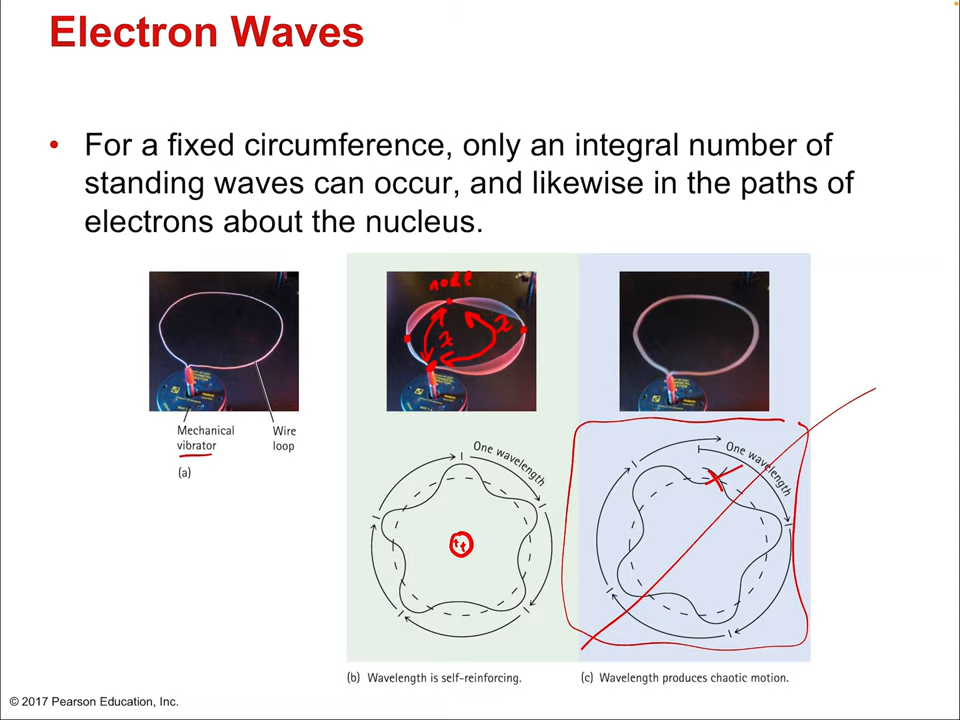 Electron Waves
• For a fixed circumference, only an integral number of
standing waves can occur, and likewise in the paths of
electrons about the nucleus.
node
Mechanical
vibrator
Wire
loop
(a)
One wavelength
One wavelength
(b) Wavelength is self-reinforcing.
(c) Wavelength produces chaotic motion.
© 2017 Pearson Education, Inc.